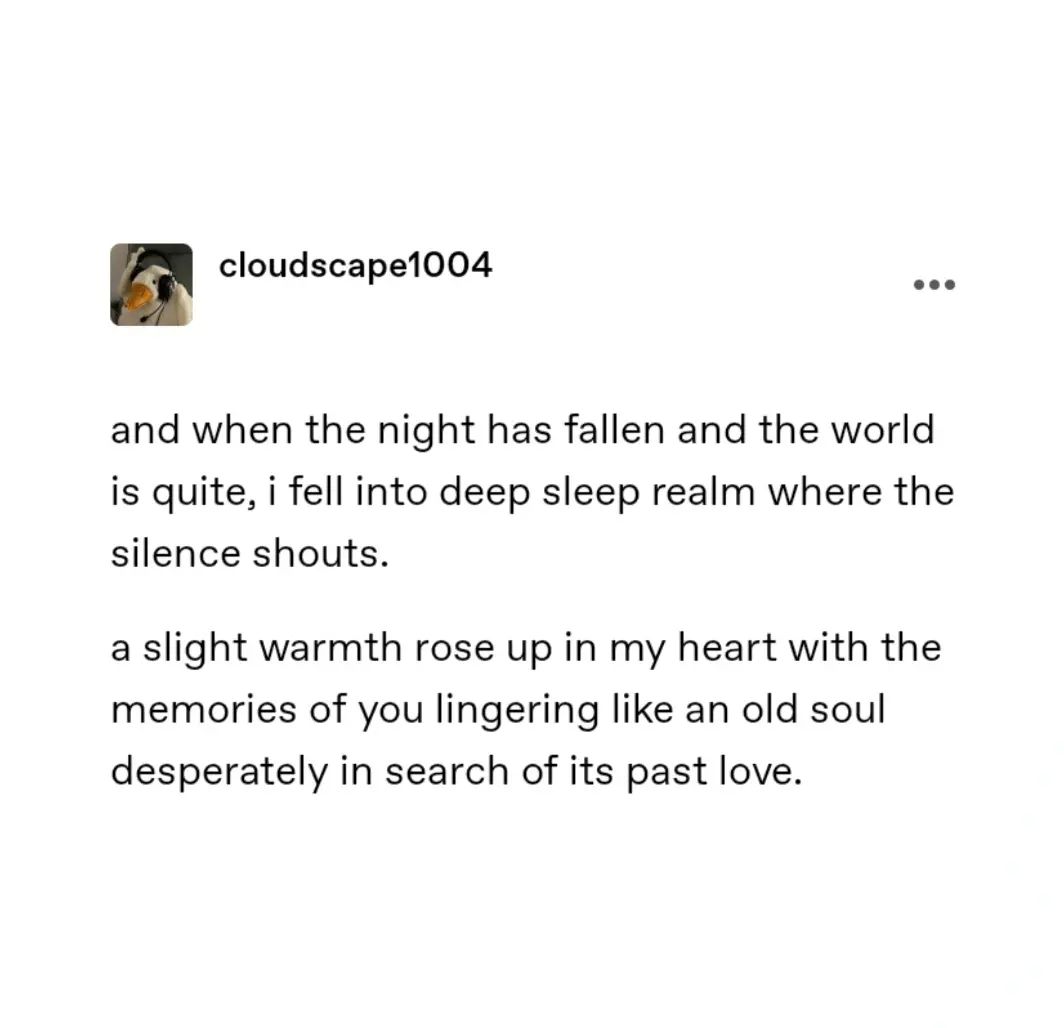 cloudscape1004
and when the night has fallen and the world
is quite, i fell into deep sleep realm where the
silence shouts.
a slight warmth rose up in my heart with the
memories of you lingering like an old soul
desperately in search of its past love.